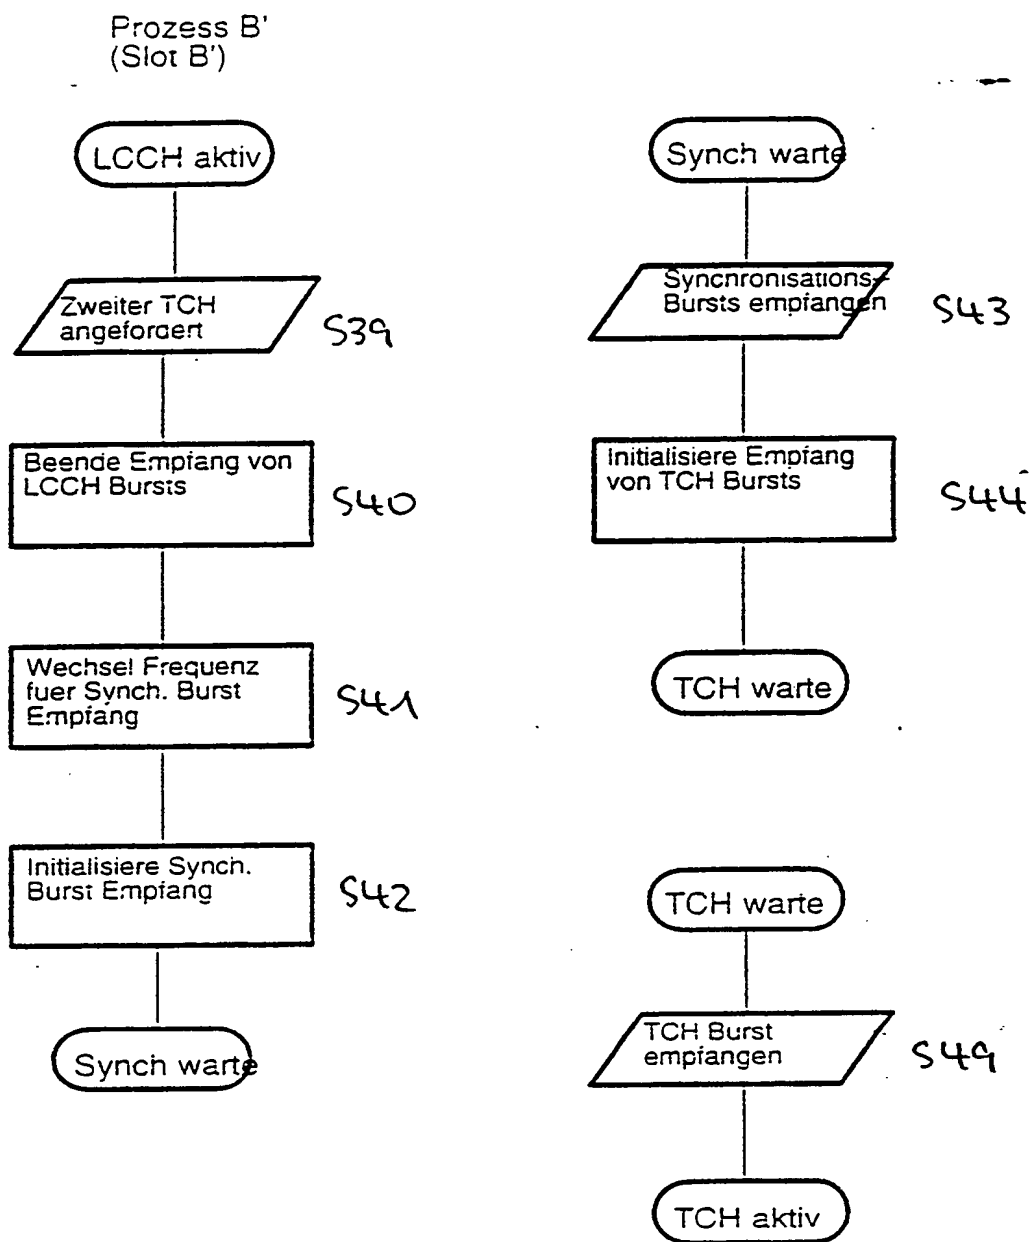 Prozess B'
(Slot B')
LCCH aktiv
Zweiter TCH
angefordert
S39
Beende Empfang von
LCCH Bursts
S40
Wechsel Frequenz
fuer Synch. Burst
Empfang
S41
Initialisiere Synch.
Burst Empfang
S42
Synch warte
Synch warte
Synchronisations-
Bursts empfangen
S43
Initialisiere Empfang
von TCH Bursts
S44
TCH warte
TCH warte
TCH Burst
empfangen
S49
TCH aktiv